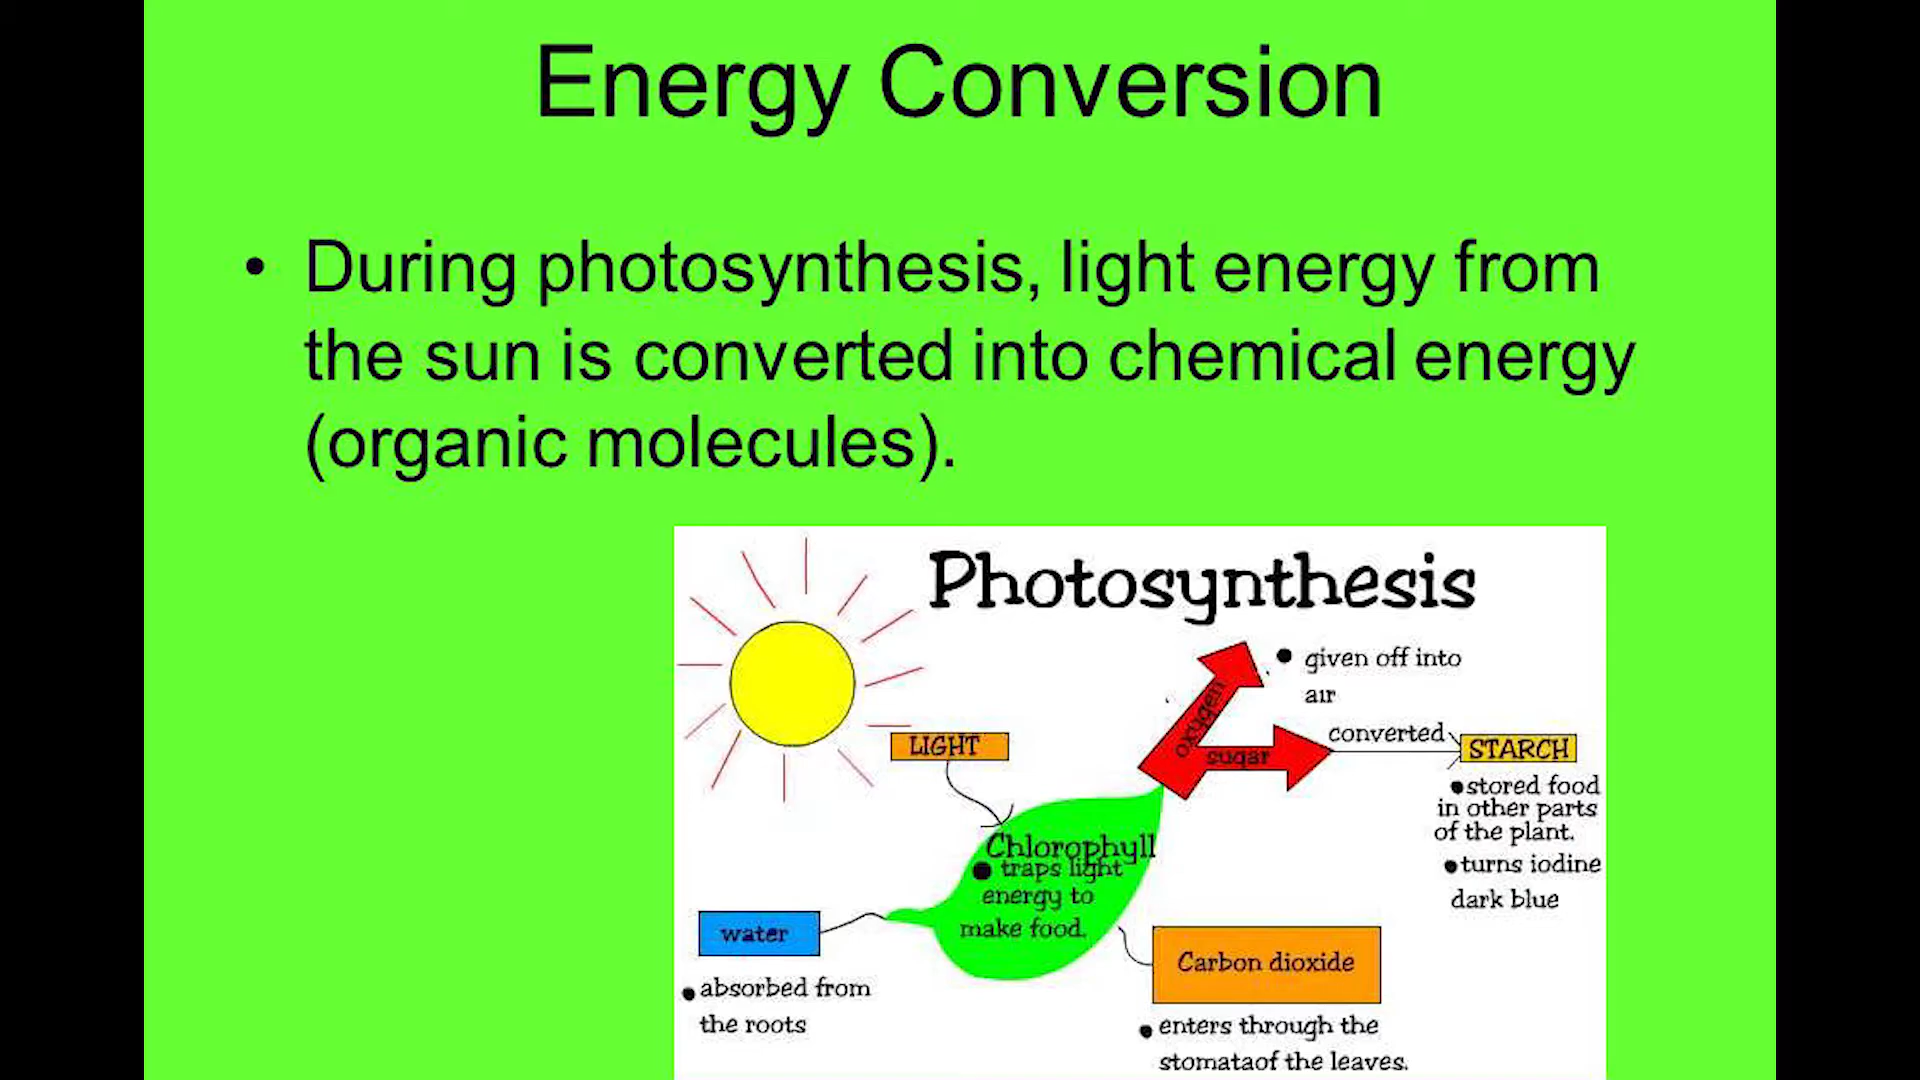 Energy Conversion
• During photosynthesis, light energy from
the sun is converted into chemical energy
(organic molecules).
Photosynthesis
• given off into
air
oxygen
sugar
converted
STARCH
• stored food
in other parts
of the plant.
• turns iodine
dark blue
LIGHT
Chlorophyll
• traps light
energy to
make food.
water
• absorbed from
the roots
Carbon dioxide
• enters through the
stomataof the leaves.